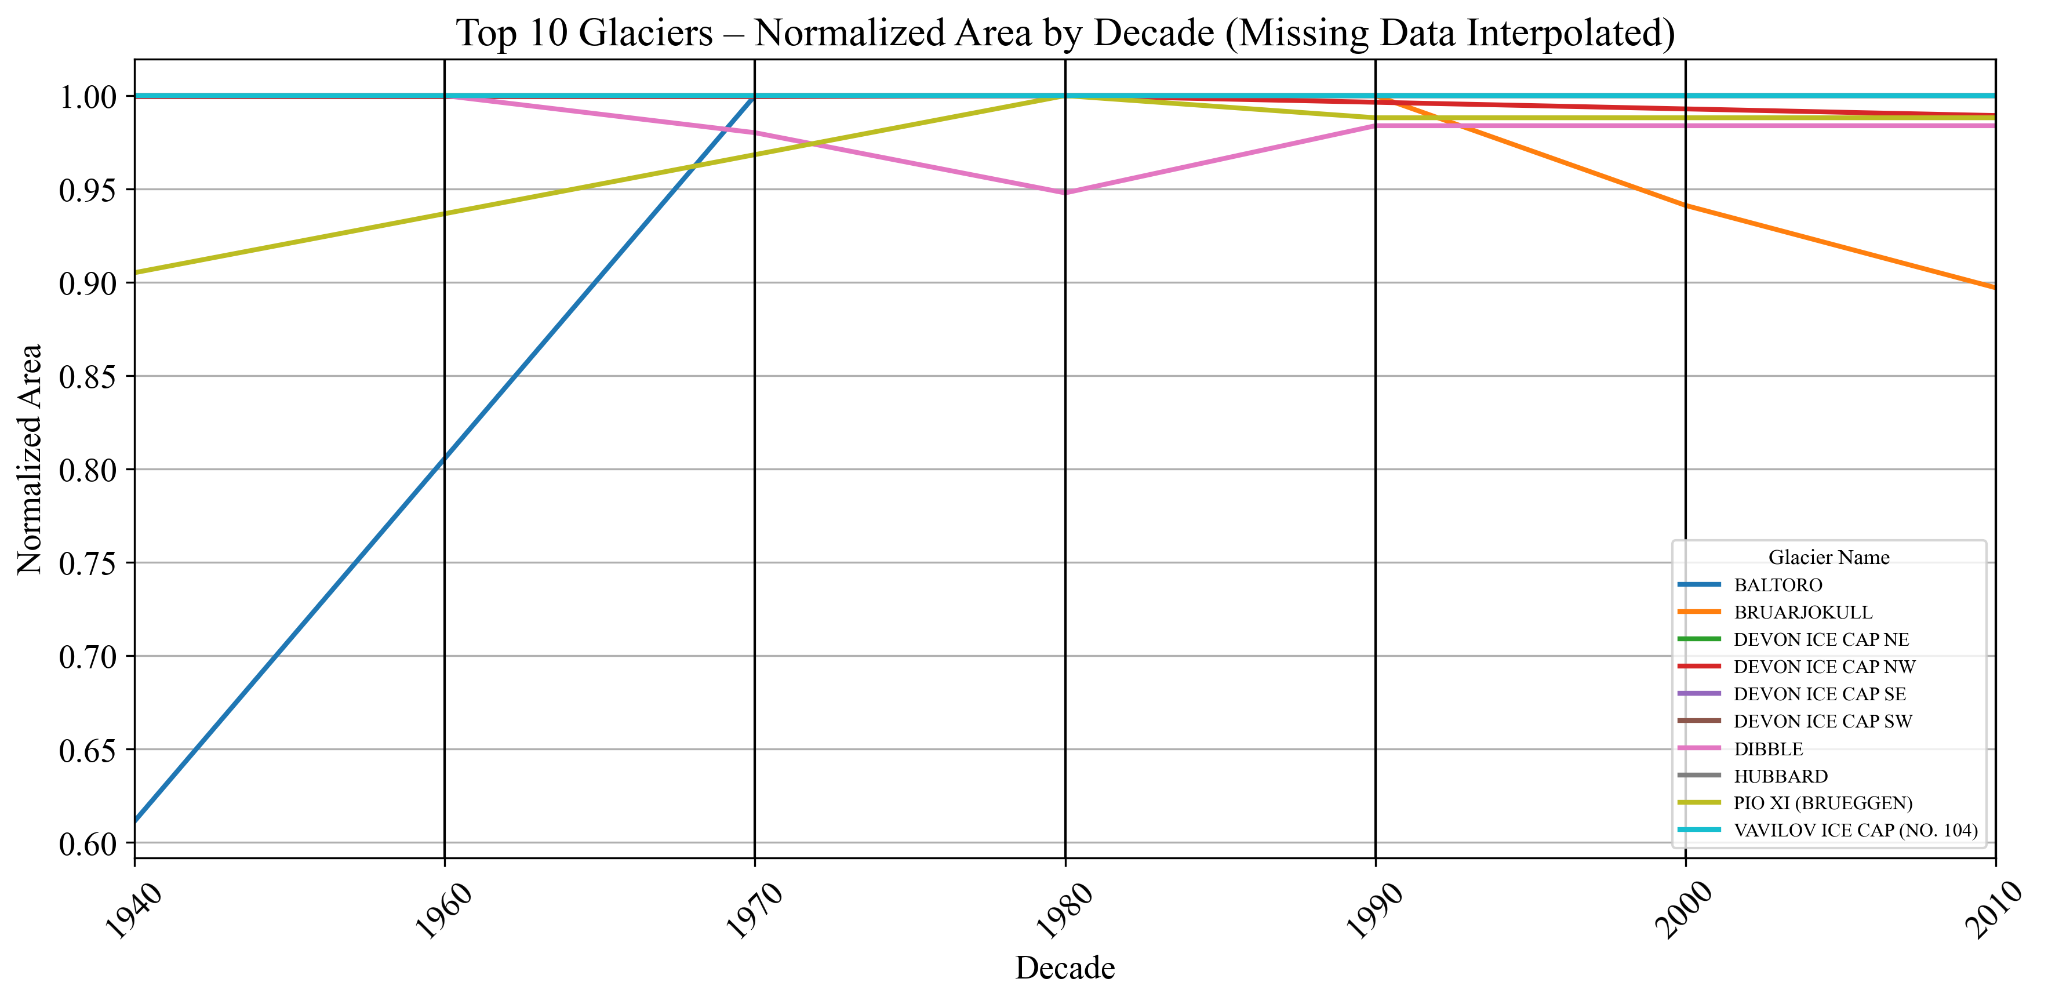 Top 10 Glaciers – Normalized Area by Decade (Missing Data Interpolated)
Normalized Area
1.00
0.95
0.90
0.85
0.80
0.75
0.70
0.65
0.60
Glacier Name
BALTORO
BRUARJOKULL
DEVON ICE CAP NE
DEVON ICE CAP NW
DEVON ICE CAP SE
DEVON ICE CAP SW
DIBBLE
HUBBARD
PIO XI (BRUEGGEN)
VAVILOV ICE CAP (NO. 104)
1940 1960 1970 1980 1990 2000 2010
Decade